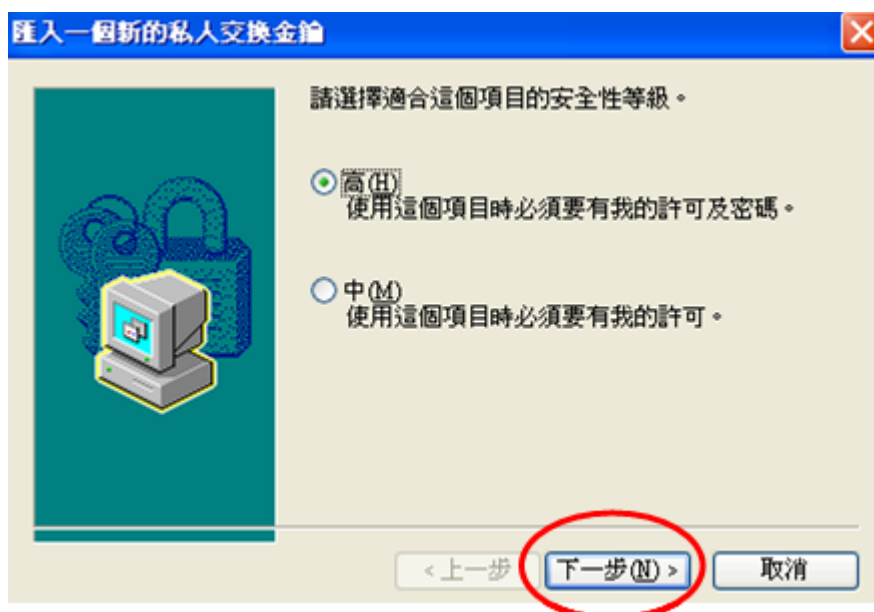 匯入一個新的私人交換金鑰
請選擇適合這個項目的安全性等級。
高(H)
使用這個項目時必須要有我的許可及密碼。
中(M)
使用這個項目時必須要有我的許可。
<上一步 下一步(N) > 取消